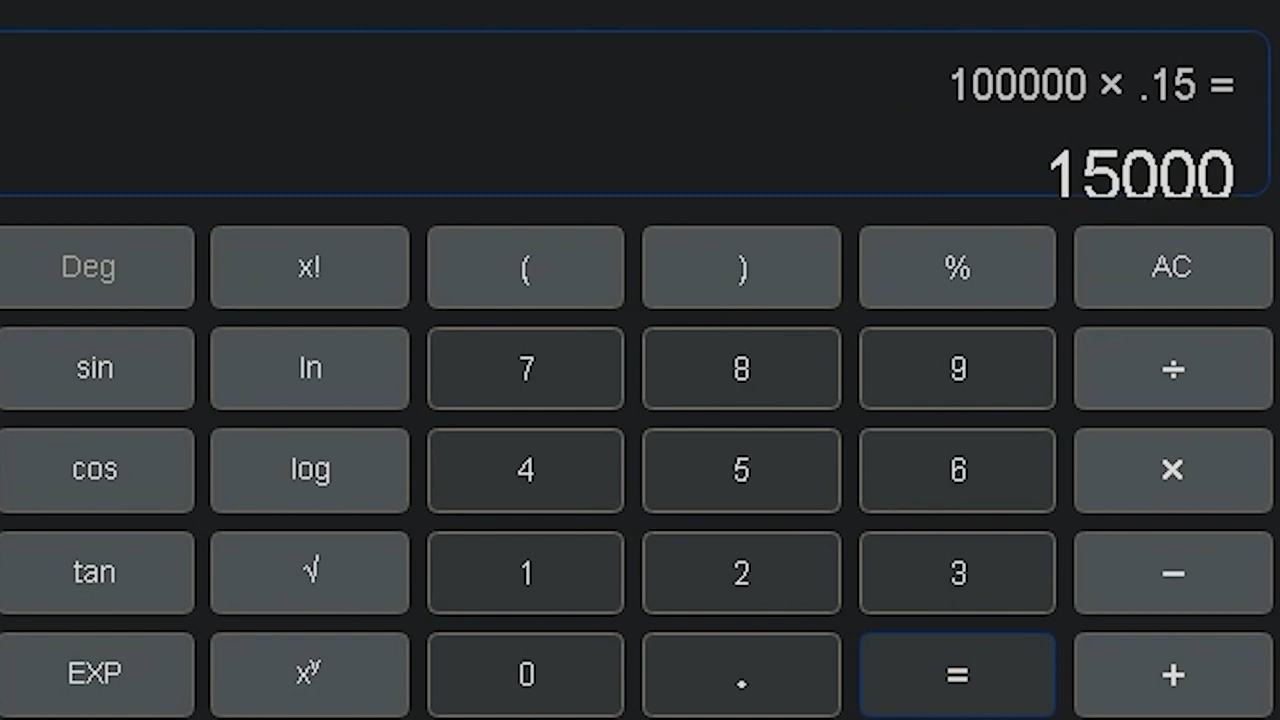 100000 × .15 =
15000
Deg x! ( ) % AC
sin ln 7 8 9 ÷
cos log 4 5 6 ×
tan √ 1 2 3 −
EXP xʸ 0 . = +